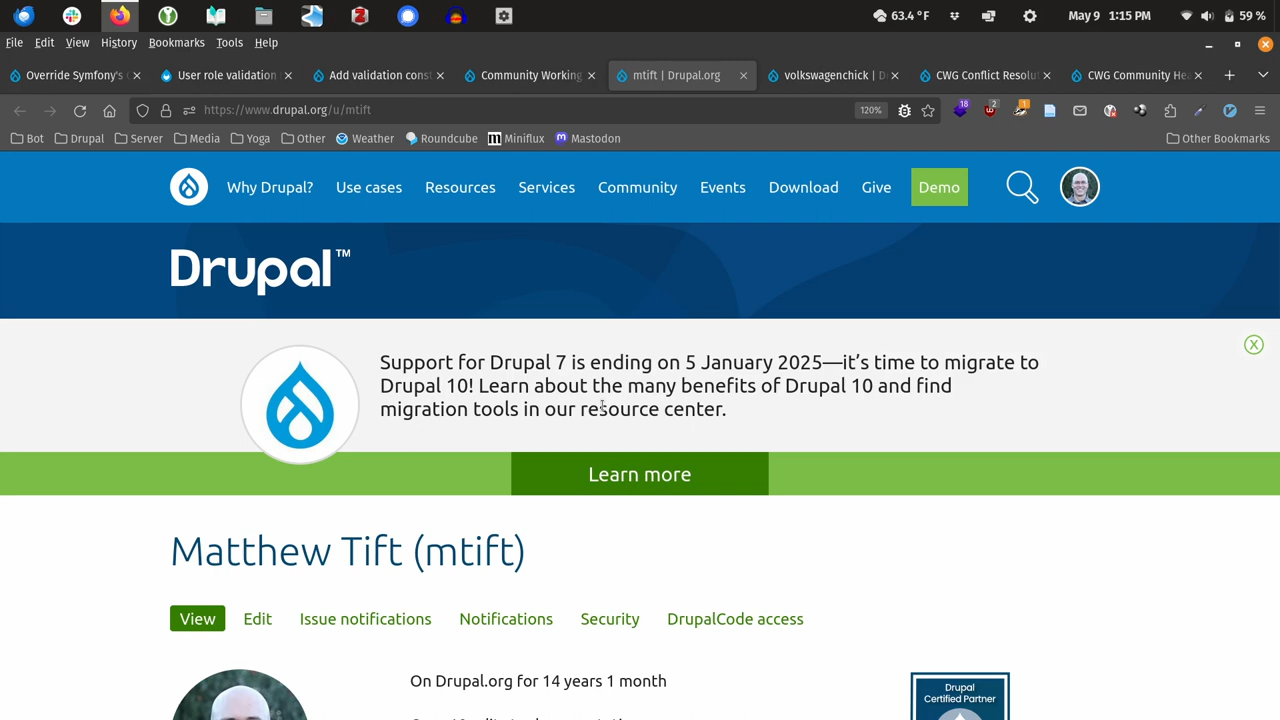 63.4 °F
May 9 1:15 PM
59 %
File Edit View History Bookmarks Tools Help
Override Symfony's
User role validation
Add validation const
Community Working
mtift | Drupal.org
volkswagenchick | D
CWG Conflict Resolut
CWG Community Hea
https://www.drupal.org/u/mtift
120%
18
2
1
Bot Drupal Server Media Yoga Other Weather Roundcube Miniflux Mastodon Other Bookmarks
Why Drupal? Use cases Resources Services Community Events Download Give Demo
Drupal™
Support for Drupal 7 is ending on 5 January 2025—it's time to migrate to
Drupal 10! Learn about the many benefits of Drupal 10 and find
migration tools in our resource center.
X
Learn more
Matthew Tift (mtift)
View Edit Issue notifications Notifications Security DrupalCode access
On Drupal.org for 14 years 1 month
Drupal
Certified Partner